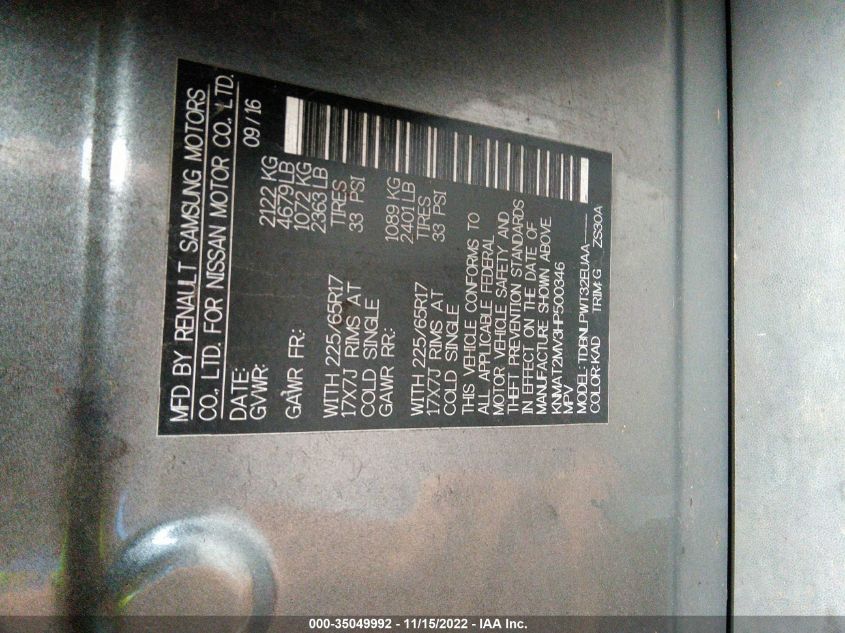 MFD BY RENAULT SAMSUNG MOTORS
CO., LTD. FOR NISSAN MOTOR CO., LTD.
DATE: 09/16
GVWR: 2122 KG
4679 LB
GAWR FR: 1072 KG
2363 LB
WITH 225/65R17 TIRES
17X7J RIMS AT 33 PSI
COLD SINGLE
GAWR RR: 1089 KG
2401 LB
WITH 225/65R17 TIRES
17X7J RIMS AT 33 PSI
COLD SINGLE
THIS VEHICLE CONFORMS TO
ALL APPLICABLE FEDERAL
MOTOR VEHICLE SAFETY AND
THEFT PREVENTION STANDARDS
IN EFFECT ON THE DATE OF
MANUFACTURE SHOWN ABOVE
KNMAT2MV3HP500346
MPV
MODEL: TDBNLPWT32EUAA-----
COLOR: KAD TRIM: G ZS30A
000-35049992 - 11/15/2022 - IAA Inc.